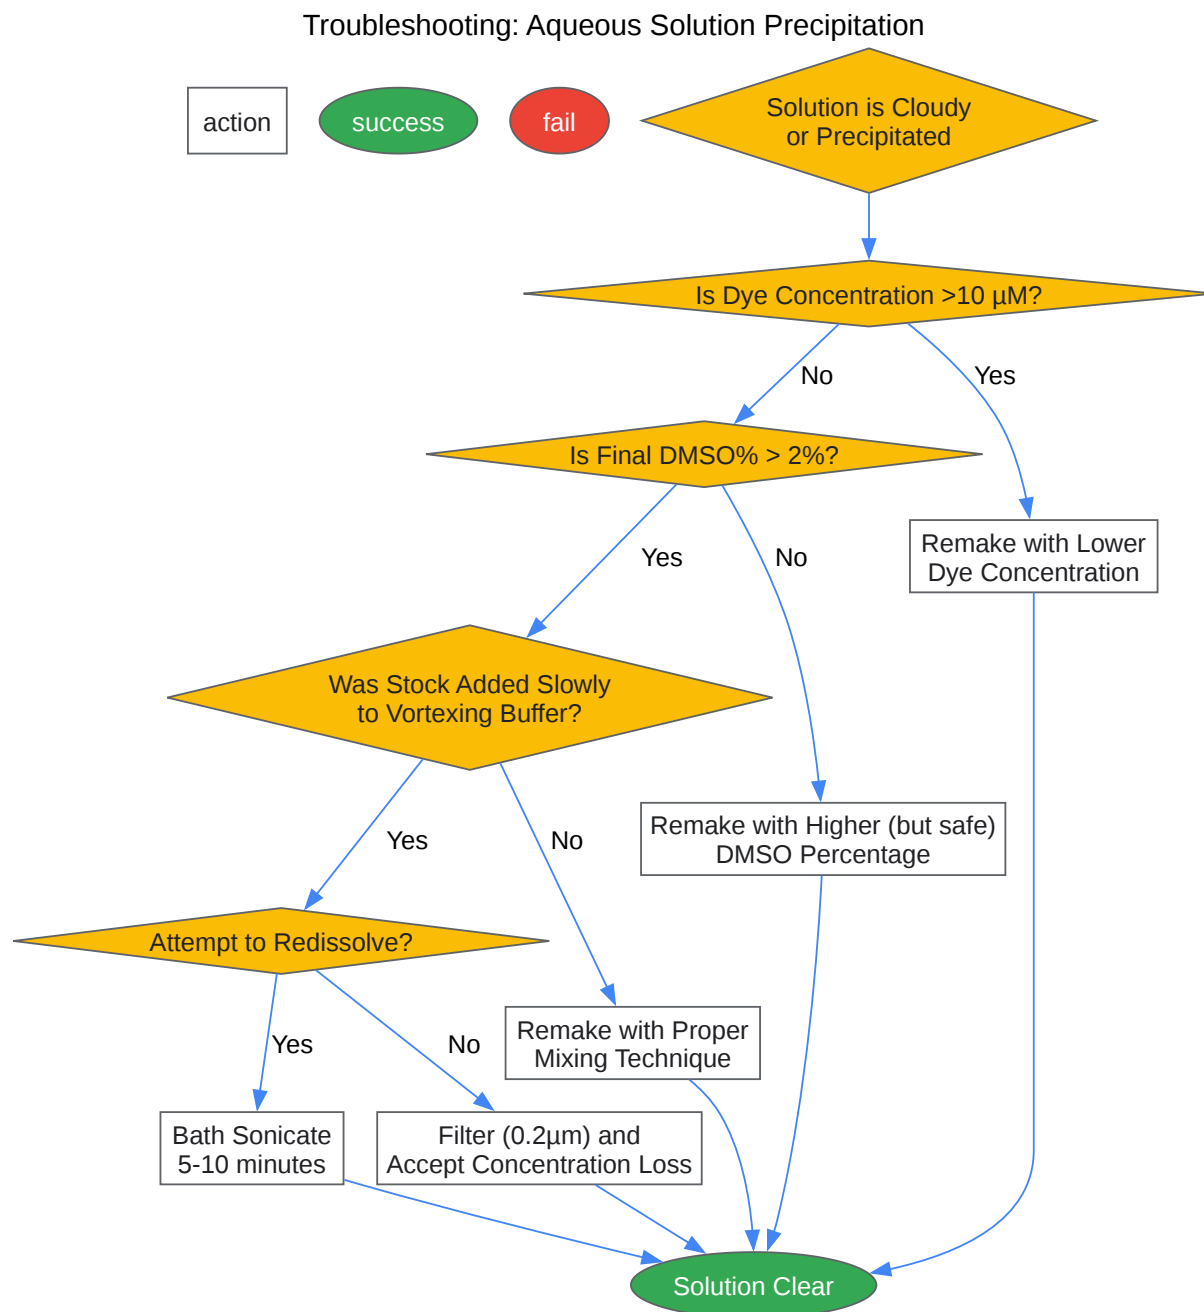 Troubleshooting: Aqueous Solution Precipitation
action
success
fail
Solution is Cloudy
or Precipitated
Is Dye Concentration >10 µM?
No
Yes
Is Final DMSO% > 2%?
Yes
No
Remake with Lower
Dye Concentration
Was Stock Added Slowly
to Vortexing Buffer?
Yes
No
Remake with Higher (but safe)
DMSO Percentage
Attempt to Redissolve?
Yes
No
Remake with Proper
Mixing Technique
Bath Sonicate
5-10 minutes
Filter (0.2µm) and
Accept Concentration Loss
Solution Clear